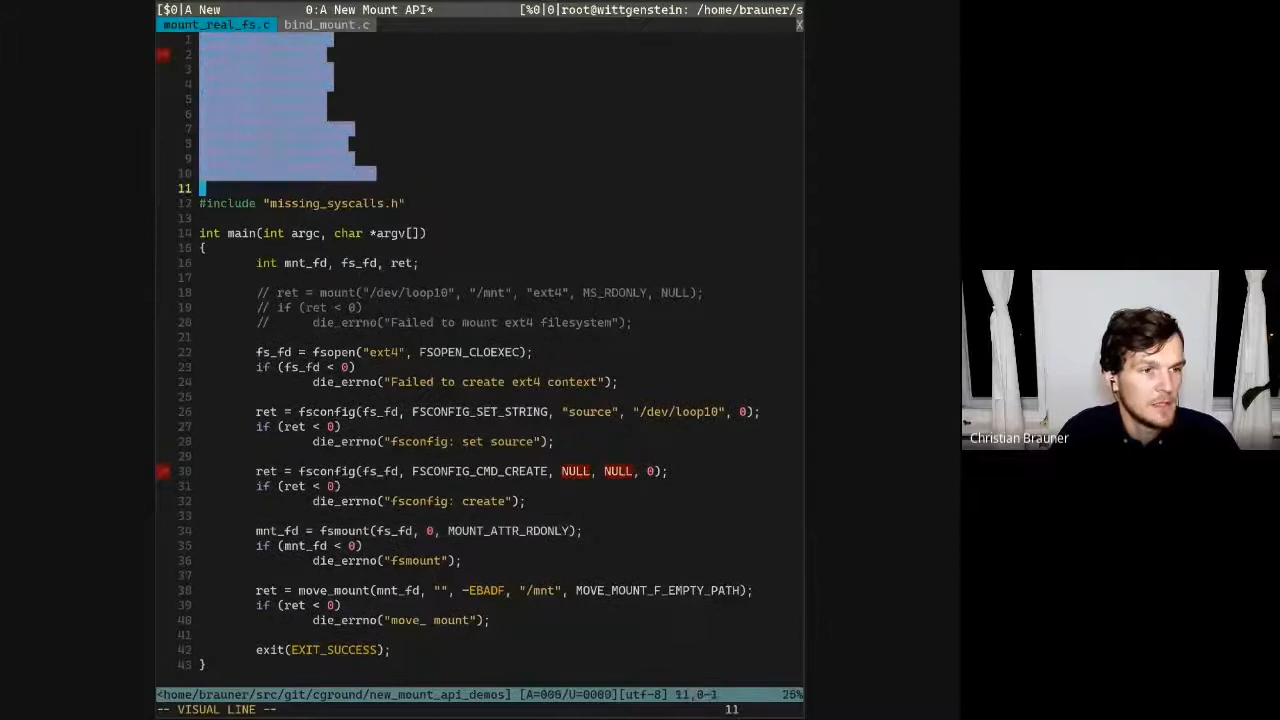 [$0|A New 0:A New Mount API* [%0|0|root@wittgenstein: /home/brauner/s
mount_real_fs.c bind_mount.c X
1
2
3
4
5
6
7
8
9
10
11
12 #include "missing_syscalls.h"
13
14 int main(int argc, char *argv[])
15 {
16 int mnt_fd, fs_fd, ret;
17
18 // ret = mount("/dev/loop10", "/mnt", "ext4", MS_RDONLY, NULL);
19 // if (ret < 0)
20 // die_errno("Failed to mount ext4 filesystem");
21
22 fs_fd = fsopen("ext4", FSOPEN_CLOEXEC);
23 if (fs_fd < 0)
24 die_errno("Failed to create ext4 context");
25
26 ret = fsconfig(fs_fd, FSCONFIG_SET_STRING, "source", "/dev/loop10", 0);
27 if (ret < 0)
28 die_errno("fsconfig: set source");
29
30 ret = fsconfig(fs_fd, FSCONFIG_CMD_CREATE, NULL, NULL, 0);
31 if (ret < 0)
32 die_errno("fsconfig: create");
33
34 mnt_fd = fsmount(fs_fd, 0, MOUNT_ATTR_RDONLY);
35 if (mnt_fd < 0)
36 die_errno("fsmount");
37
38 ret = move_mount(mnt_fd, "", -EBADF, "/mnt", MOVE_MOUNT_F_EMPTY_PATH);
39 if (ret < 0)
40 die_errno("move_ mount");
41
42 exit(EXIT_SUCCESS);
43 }
<home/brauner/src/git/cground/new_mount_api_demos] [A=000/U=0000][utf-8] 11,0-1 25%
-- VISUAL LINE -- 11
Christian Brauner